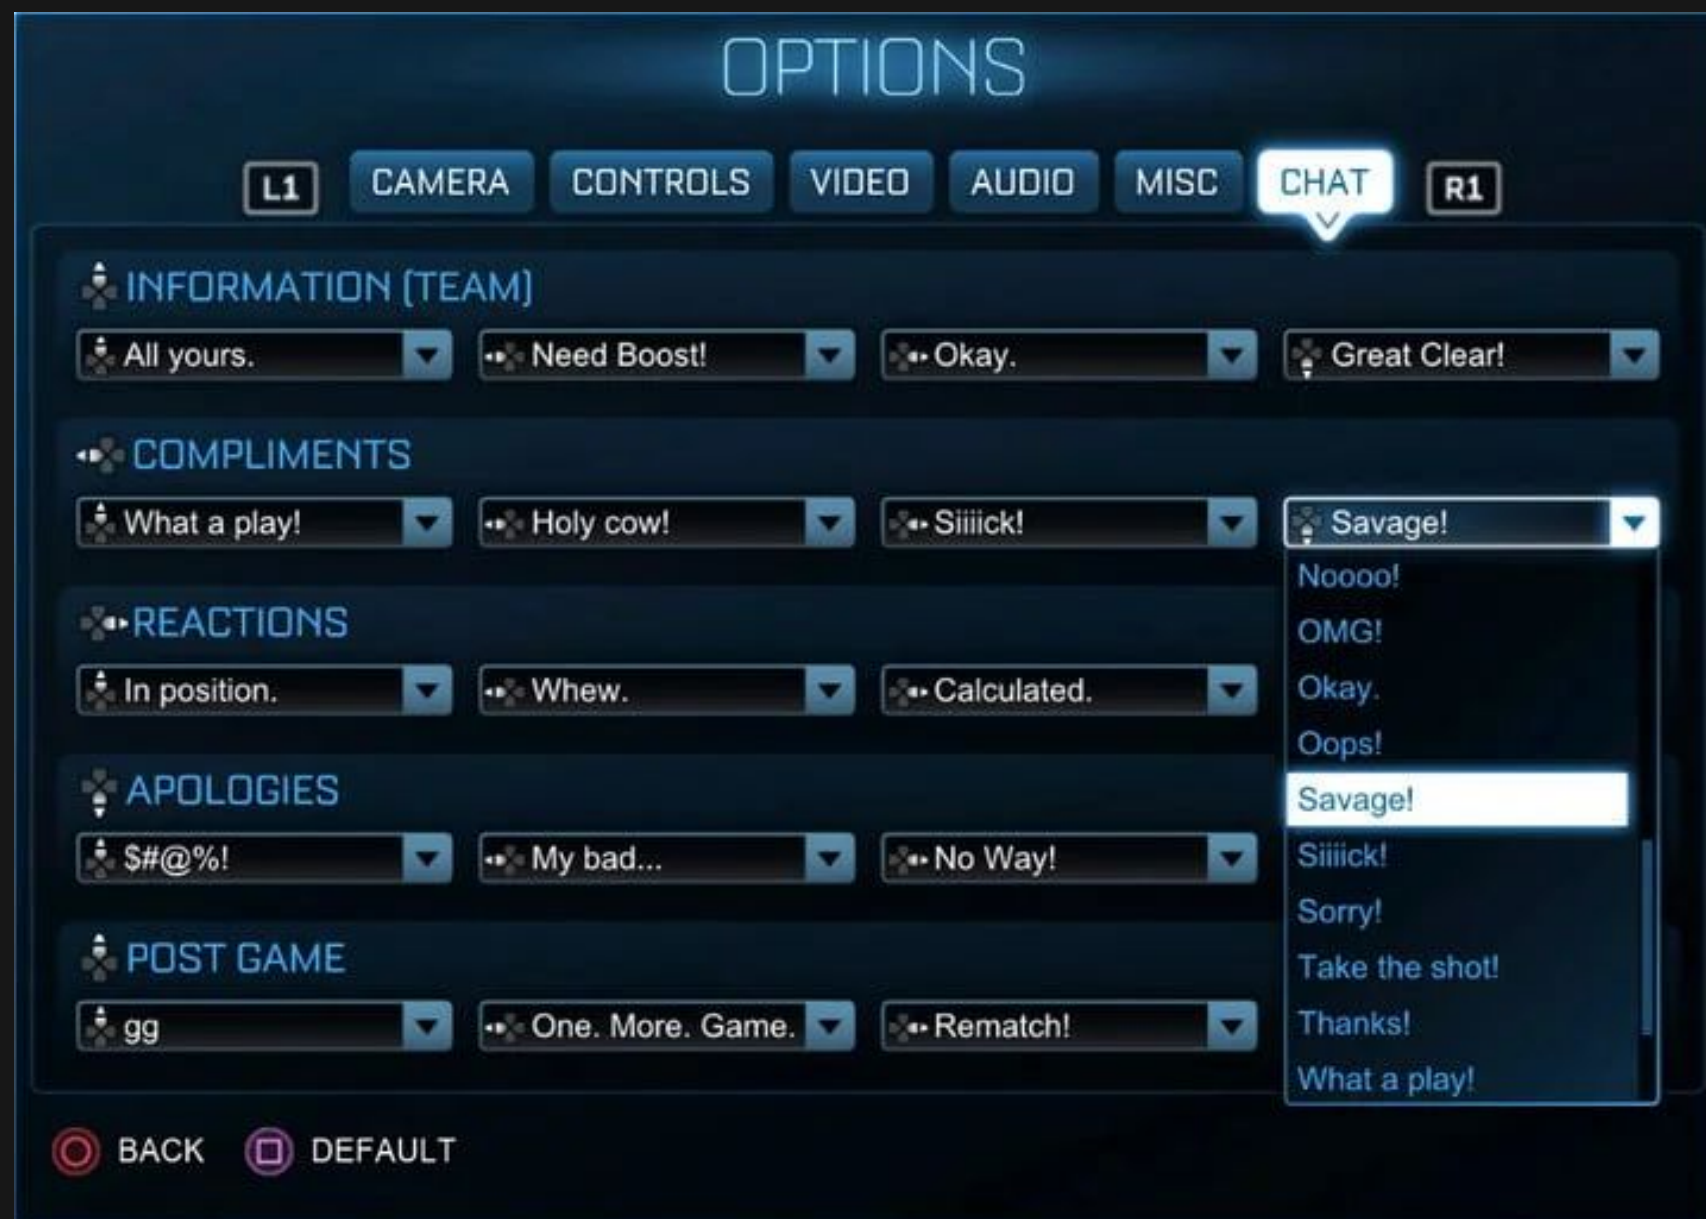 OPTIONS
L1 CAMERA CONTROLS VIDEO AUDIO MISC CHAT R1
INFORMATION (TEAM)
All yours. Need Boost! Okay. Great Clear!
COMPLIMENTS
What a play! Holy cow! Siiiick! Savage!
Noooo!
REACTIONS OMG!
In position. Whew. Calculated. Okay.
Oops!
APOLOGIES Savage!
$#@%! My bad... No Way! Siiiick!
Sorry!
POST GAME Take the shot!
gg One. More. Game. Rematch! Thanks!
What a play!
BACK DEFAULT